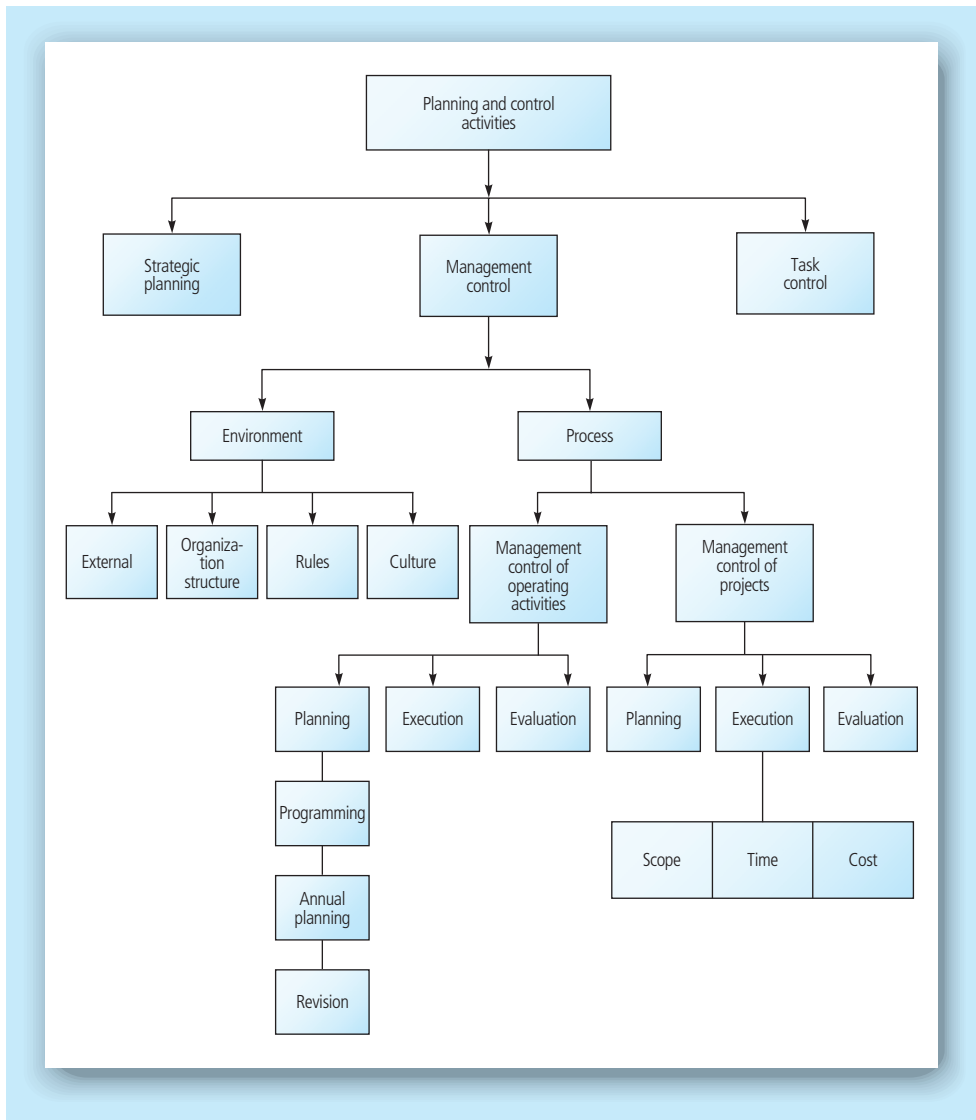 Planning and control
activities
Strategic
planning
Management
control
Task
control
Environment
Process
External
Organiza-
tion
structure
Rules
Culture
Management
control of
operating
activities
Management
control of
projects
Planning
Execution
Evaluation
Planning
Execution
Evaluation
Programming
Scope
Time
Cost
Annual
planning
Revision